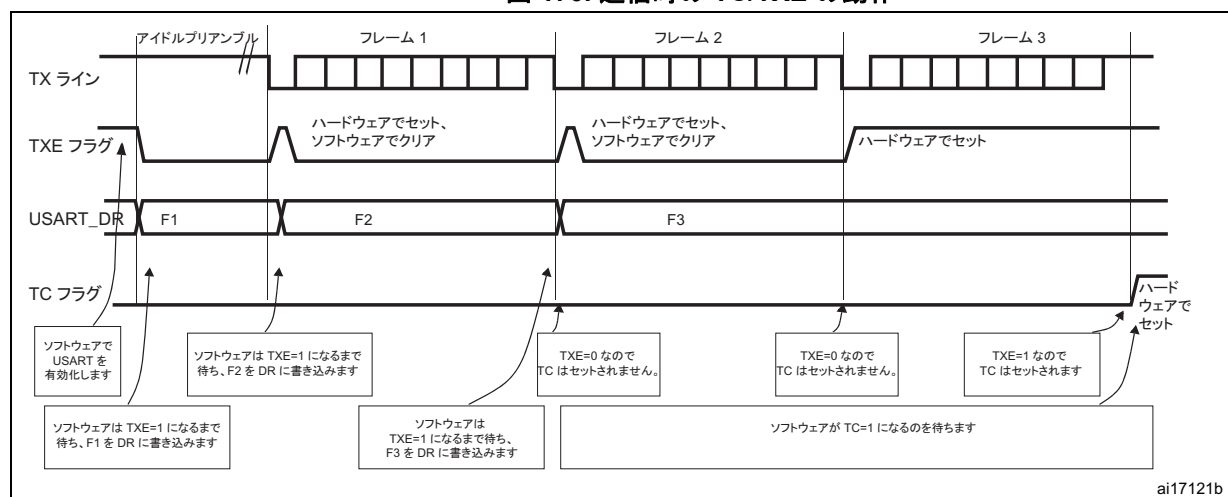 アイドルプリアンブル
フレーム 1
フレーム 2
フレーム 3
TX ライン
TXE フラグ
ハードウェアでセット、
ソフトウェアでクリア
ハードウェアでセット、
ソフトウェアでクリア
ハードウェアでセット
USART_DR
F1
F2
F3
TC フラグ
ハード
ウェアで
セット
ソフトウェアで
USART を
有効化します
ソフトウェアは TXE=1 になるまで
待ち、F2 を DR に書き込みます
TXE=0 なので
TC はセットされません。
TXE=0 なので
TC はセットされません。
TXE=1 なので
TC はセットされます
ソフトウェアは TXE=1 になるまで
待ち、F1 を DR に書き込みます
ソフトウェアは
TXE=1 になるまで待ち、
F3 を DR に書き込みます
ソフトウェアが TC=1 になるのを待ちます
ai17121b